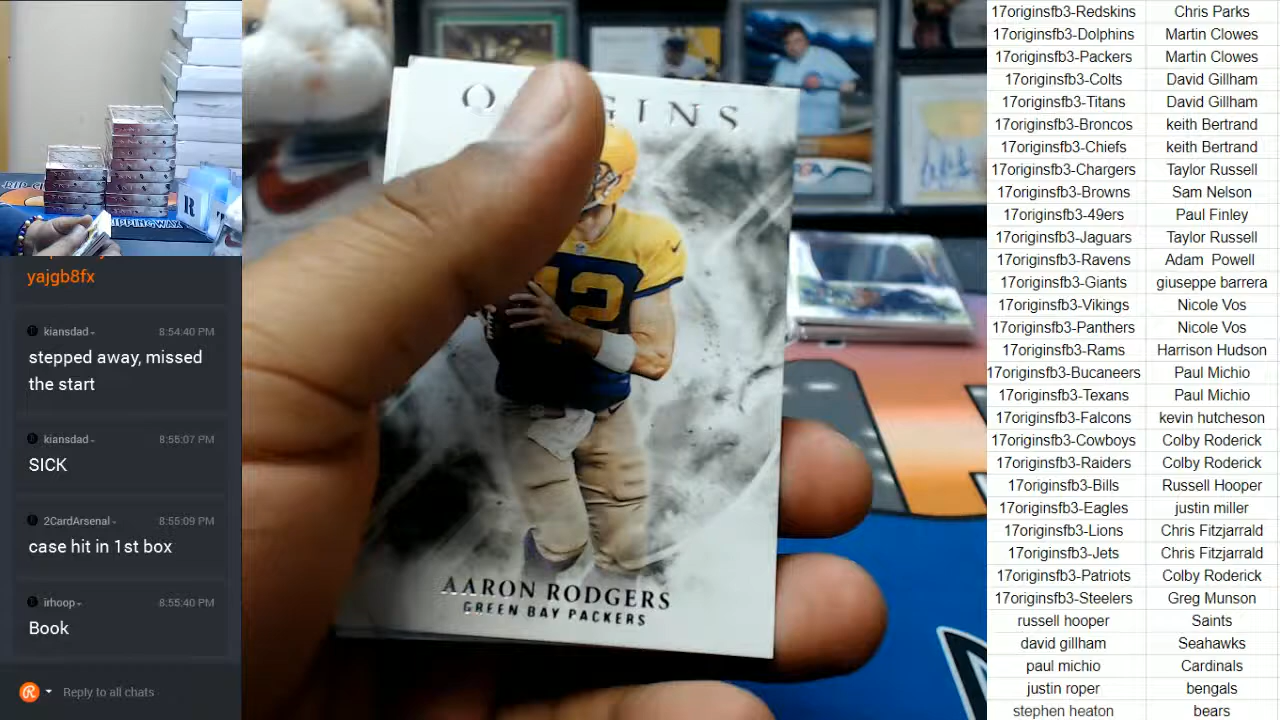 yajgb8fx
kiansdad
8:54:40 PM
stepped away, missed
the start
kiansdad
8:55:07 PM
SICK
2CardArsenal
8:55:09 PM
case hit in 1st box
irhoop
8:55:40 PM
Book
Reply to all chats
12
AARON RODGERS
GREEN BAY PACKERS
17originsfb3-Redskins Chris Parks
17originsfb3-Dolphins Martin Clowes
17originsfb3-Packers Martin Clowes
17originsfb3-Colts David Gillham
17originsfb3-Titans David Gillham
17originsfb3-Broncos keith Bertrand
17originsfb3-Chiefs keith Bertrand
17originsfb3-Chargers Taylor Russell
17originsfb3-Browns Sam Nelson
17originsfb3-49ers Paul Finley
17originsfb3-Jaguars Taylor Russell
17originsfb3-Ravens Adam Powell
17originsfb3-Giants giuseppe barrera
17originsfb3-Vikings Nicole Vos
17originsfb3-Panthers Nicole Vos
17originsfb3-Rams Harrison Hudson
17originsfb3-Bucaneers Paul Michio
17originsfb3-Texans Paul Michio
17originsfb3-Falcons kevin hutcheson
17originsfb3-Cowboys Colby Roderick
17originsfb3-Raiders Colby Roderick
17originsfb3-Bills Russell Hooper
17originsfb3-Eagles justin miller
17originsfb3-Lions Chris Fitzjarrald
17originsfb3-Jets Chris Fitzjarrald
17originsfb3-Patriots Colby Roderick
17originsfb3-Steelers Greg Munson
russell hooper Saints
david gillham Seahawks
paul michio Cardinals
justin roper bengals
stephen heaton bears